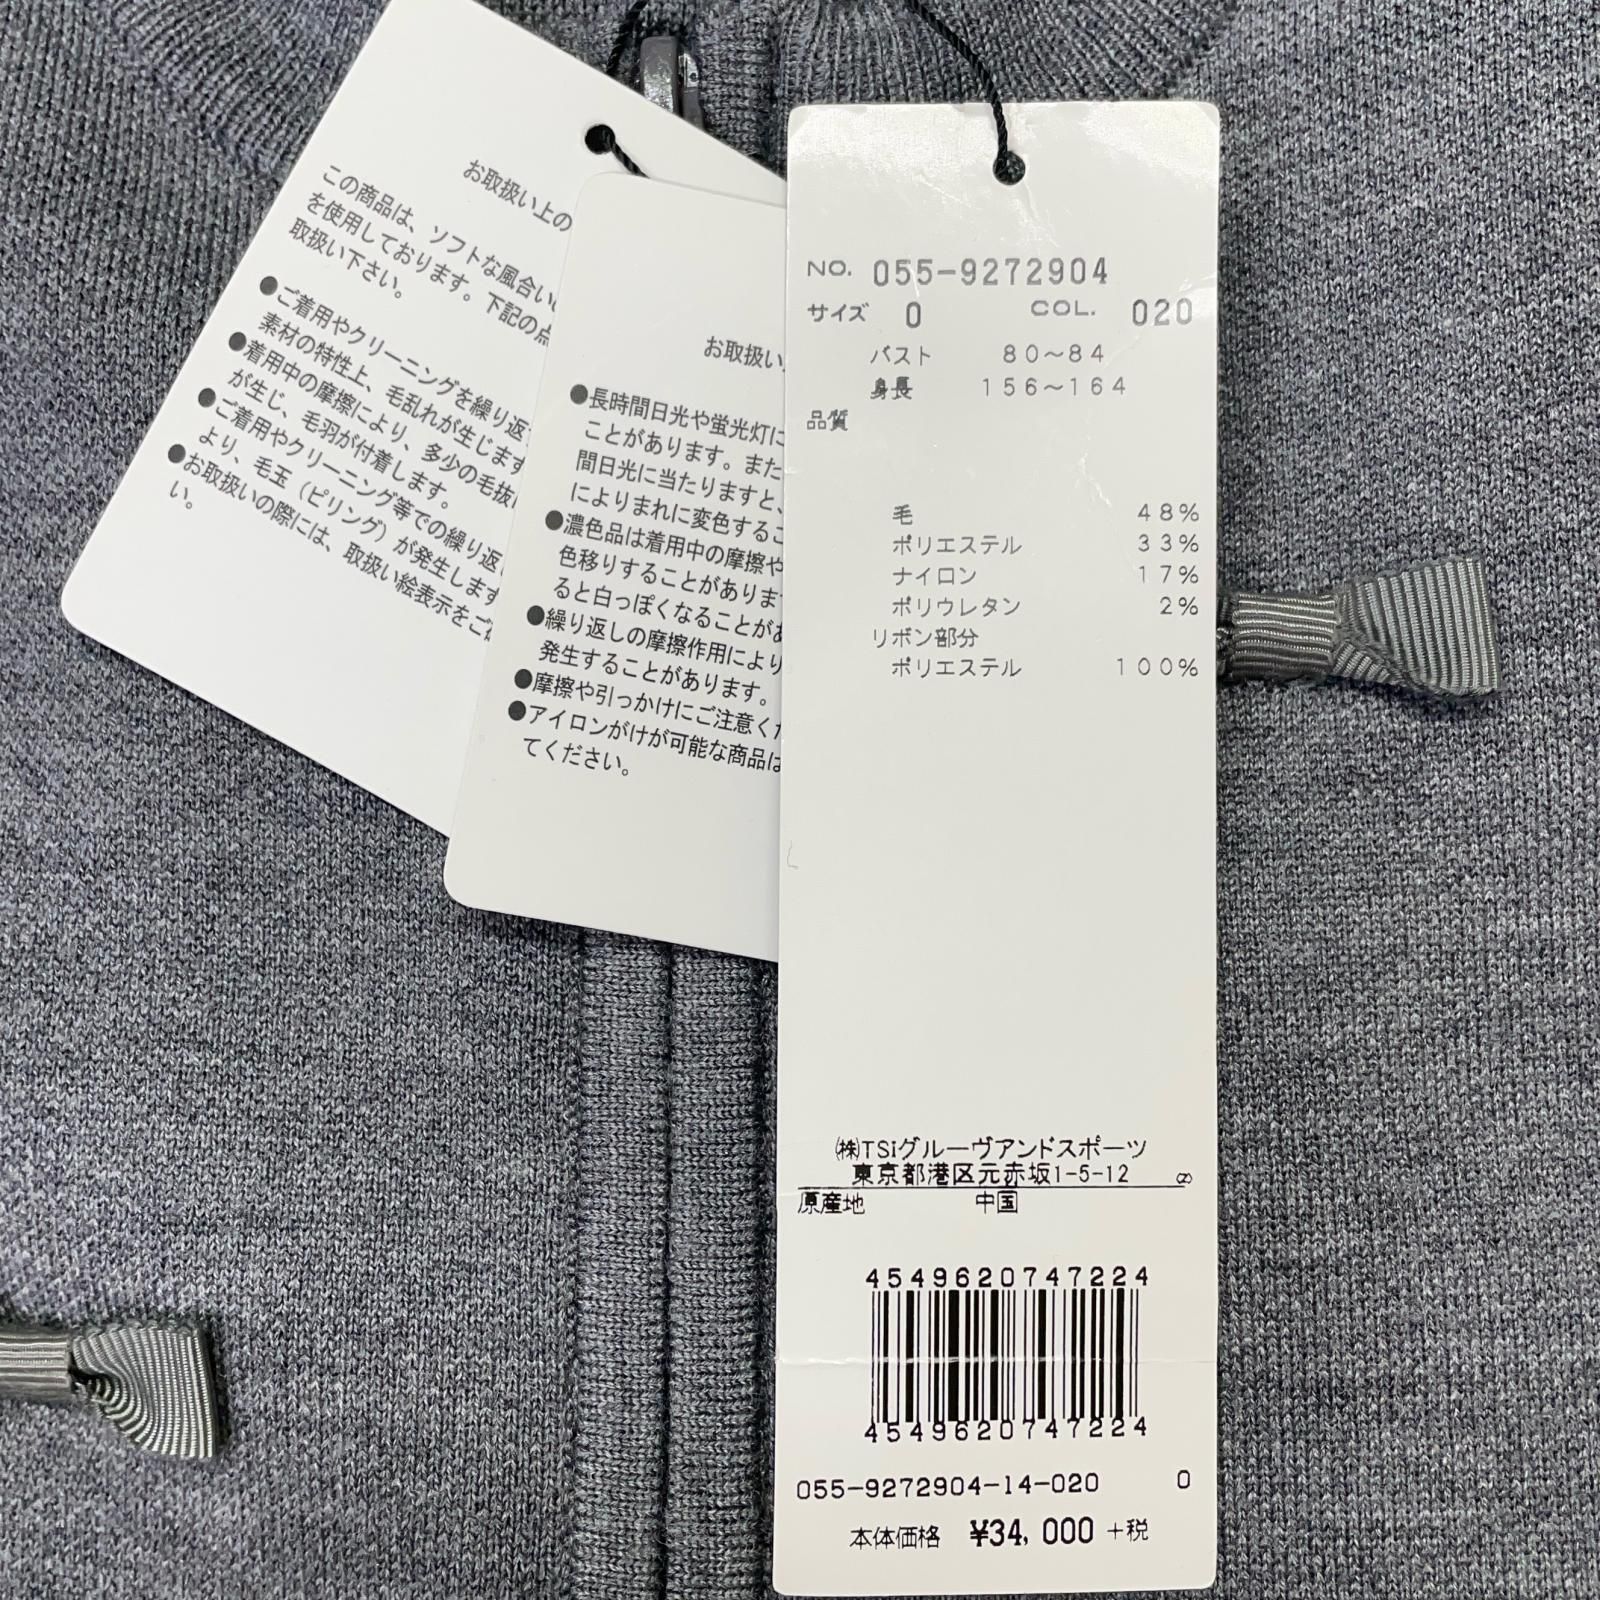 お取扱い上の
この商品は、ソフトな風合い
を使用しております。下記の点
取扱い下さい。
●ご着用やクリーニングを繰り返
素材の特性上、毛乱れが生じます
●着用中の摩擦により、多少の毛抜
が生じ、毛羽が付着します。
●ご着用やクリーニング等での繰り返
より、毛玉（ピリング）が発生します
●お取扱いの際には、取扱い絵表示をご
い。
お取扱い
●長時間日光や蛍光灯に
ことがあります。また
間日光に当たりますと、
によりまれに変色するこ
●濃色品は着用中の摩擦や
色移りすることがありま
ると白っぽくなることがあ
●繰り返しの摩擦作用により
発生することがあります。
●摩擦や引っかけにご注意くだ
●アイロンがけが可能な商品は
てください。
NO. 055-9272904
サイズ 0 COL. 020
バスト 80～84
身長 156～164
品質
毛 48%
ポリエステル 33%
ナイロン 17%
ポリウレタン 2%
リボン部分
ポリエステル 100%
㈱TSIグルーヴアンドスポーツ
東京都港区元赤坂1-5-12 (Z)
原産地 中国
4549620747224
4549620747224
055-9272904-14-020 0
本体価格 ¥34,000 +税